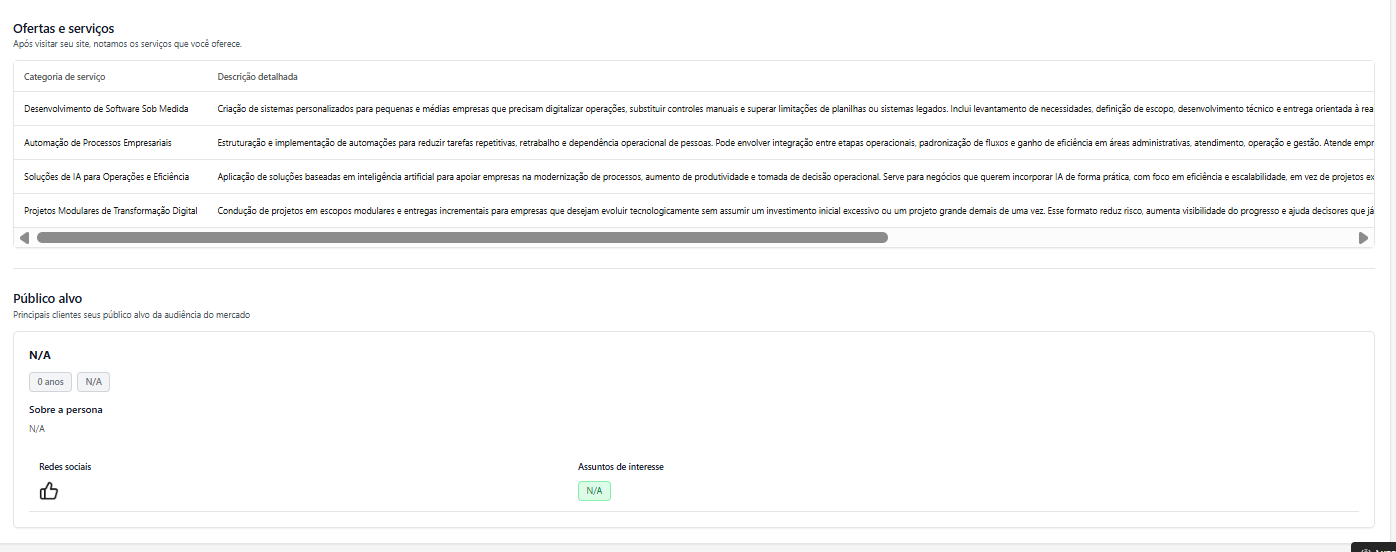 Ofertas e serviços
Após visitar seu site, notamos os serviços que você oferece.
Categoria de serviço Descrição detalhada
Desenvolvimento de Software Sob Medida Criação de sistemas personalizados para pequenas e médias empresas que precisam digitalizar operações, substituir controles manuais e superar limitações de planilhas ou sistemas legados. Inclui levantamento de necessidades, definição de escopo, desenvolvimento técnico e entrega orientada à rea
Automação de Processos Empresariais Estruturação e implementação de automações para reduzir tarefas repetitivas, retrabalho e dependência operacional de pessoas. Pode envolver integração entre etapas operacionais, padronização de fluxos e ganho de eficiência em áreas administrativas, atendimento, operação e gestão. Atende empr
Soluções de IA para Operações e Eficiência Aplicação de soluções baseadas em inteligência artificial para apoiar empresas na modernização de processos, aumento de produtividade e tomada de decisão operacional. Serve para negócios que querem incorporar IA de forma prática, com foco em eficiência e escalabilidade, em vez de projetos ex
Projetos Modulares de Transformação Digital Condução de projetos em escopos modulares e entregas incrementais para empresas que desejam evoluir tecnologicamente sem assumir um investimento inicial excessivo ou um projeto grande demais de uma vez. Esse formato reduz risco, aumenta visibilidade do progresso e ajuda decisores que já
Público alvo
Principais clientes seus público alvo da audiência do mercado
N/A
0 anos N/A
Sobre a persona
N/A
Redes sociais Assuntos de interesse
N/A